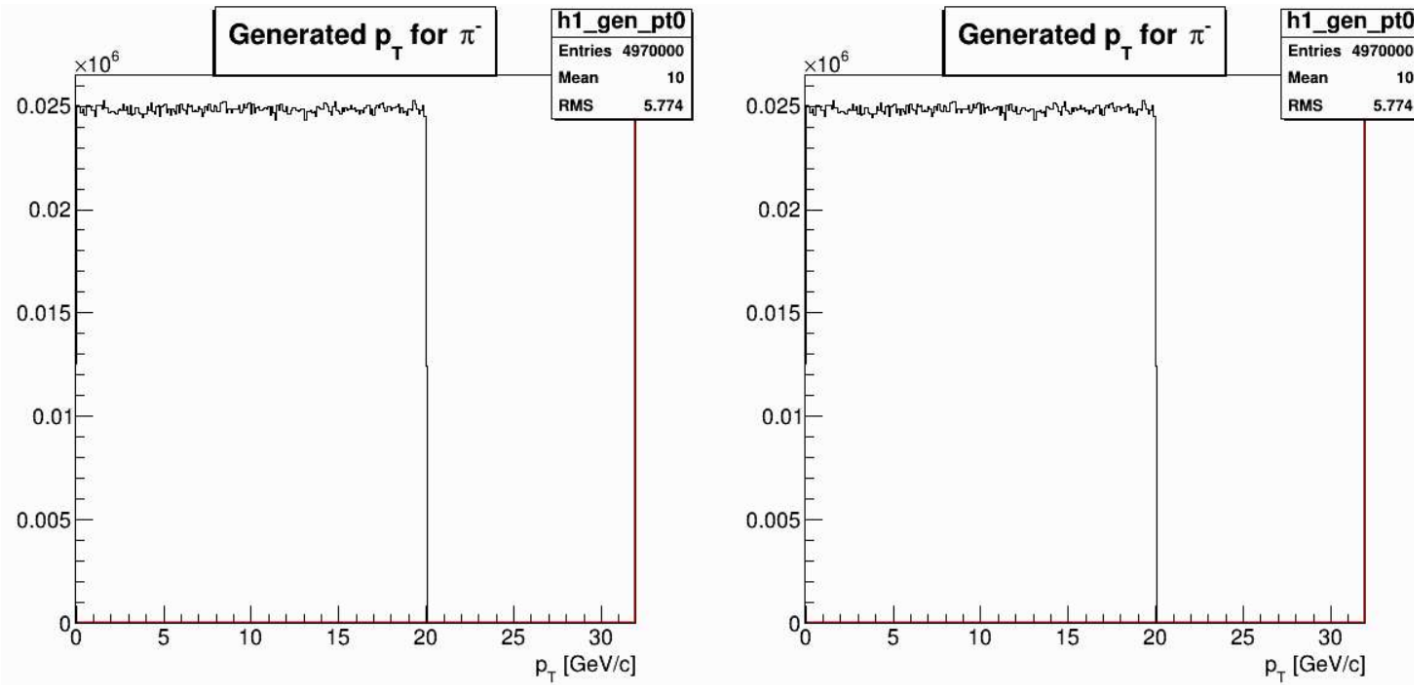 Generated p_T for π⁻
h1_gen_pt0
Entries 4970000
Mean 10
RMS 5.774
×10⁶
0.025
0.02
0.015
0.01
0.005
0
0 5 10 15 20 25 30
p_T [GeV/c]
Generated p_T for π⁻
h1_gen_pt0
Entries 4970000
Mean 10
RMS 5.774
×10⁶
0.025
0.02
0.015
0.01
0.005
0
0 5 10 15 20 25 30
p_T [GeV/c]